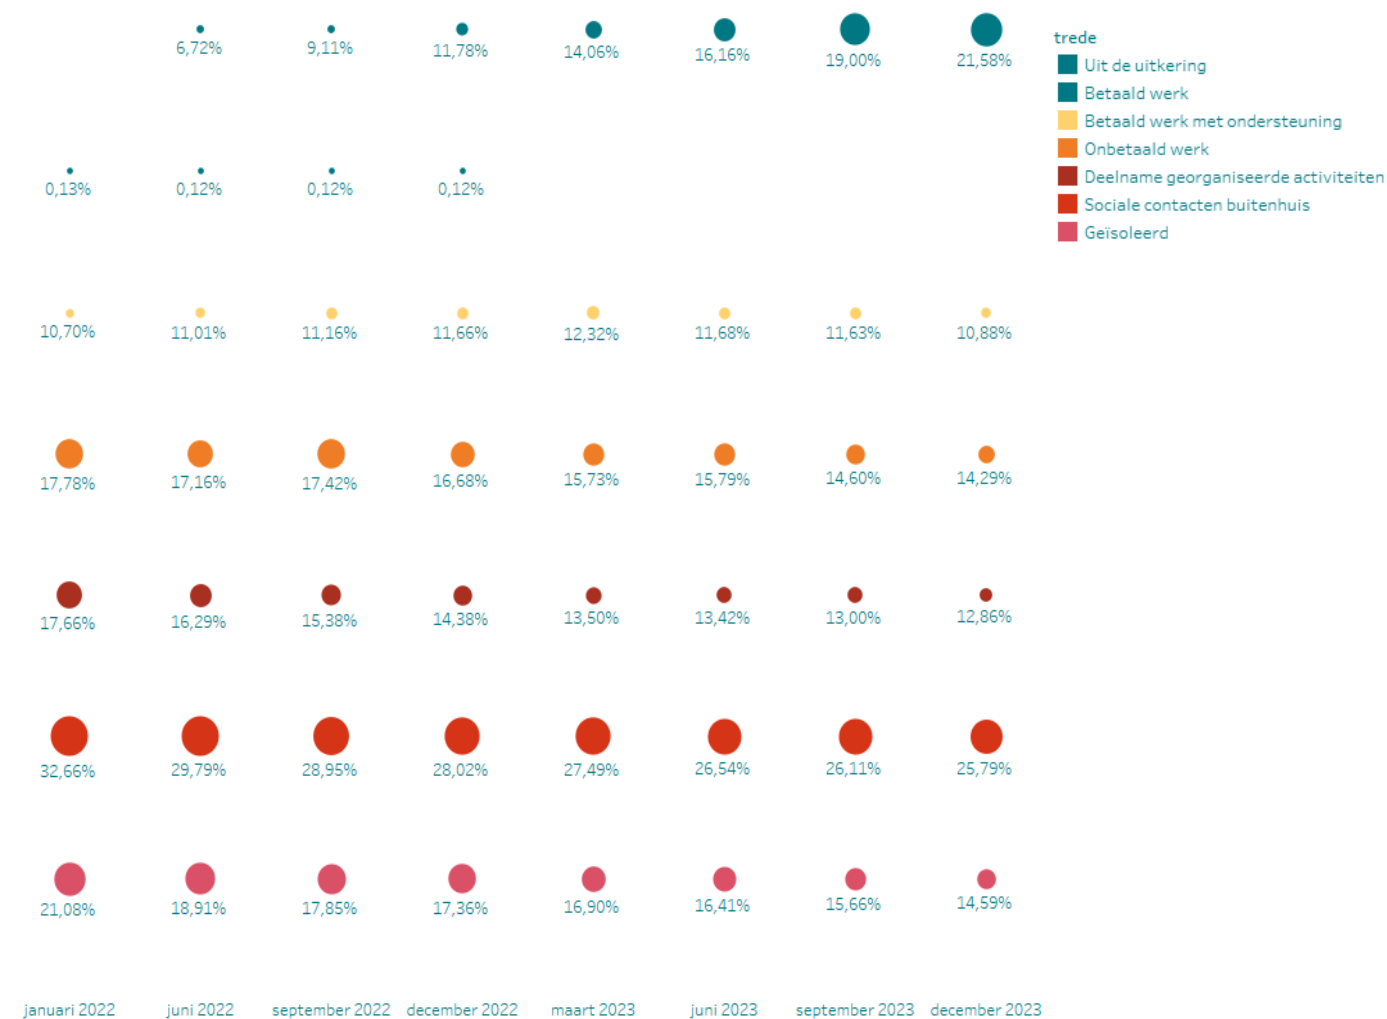 6,72% 9,11% 11,78% 14,06% 16,16% 19,00% 21,58%
0,13% 0,12% 0,12% 0,12%
10,70% 11,01% 11,16% 11,66% 12,32% 11,68% 11,63% 10,88%
17,78% 17,16% 17,42% 16,68% 15,73% 15,79% 14,60% 14,29%
17,66% 16,29% 15,38% 14,38% 13,50% 13,42% 13,00% 12,86%
32,66% 29,79% 28,95% 28,02% 27,49% 26,54% 26,11% 25,79%
21,08% 18,91% 17,85% 17,36% 16,90% 16,41% 15,66% 14,59%
januari 2022 juni 2022 september 2022 december 2022 maart 2023 juni 2023 september 2023 december 2023
trede
Uit de uitkering
Betaald werk
Betaald werk met ondersteuning
Onbetaald werk
Deelname georganiseerde activiteiten
Sociale contacten buitenhuis
Geïsoleerd